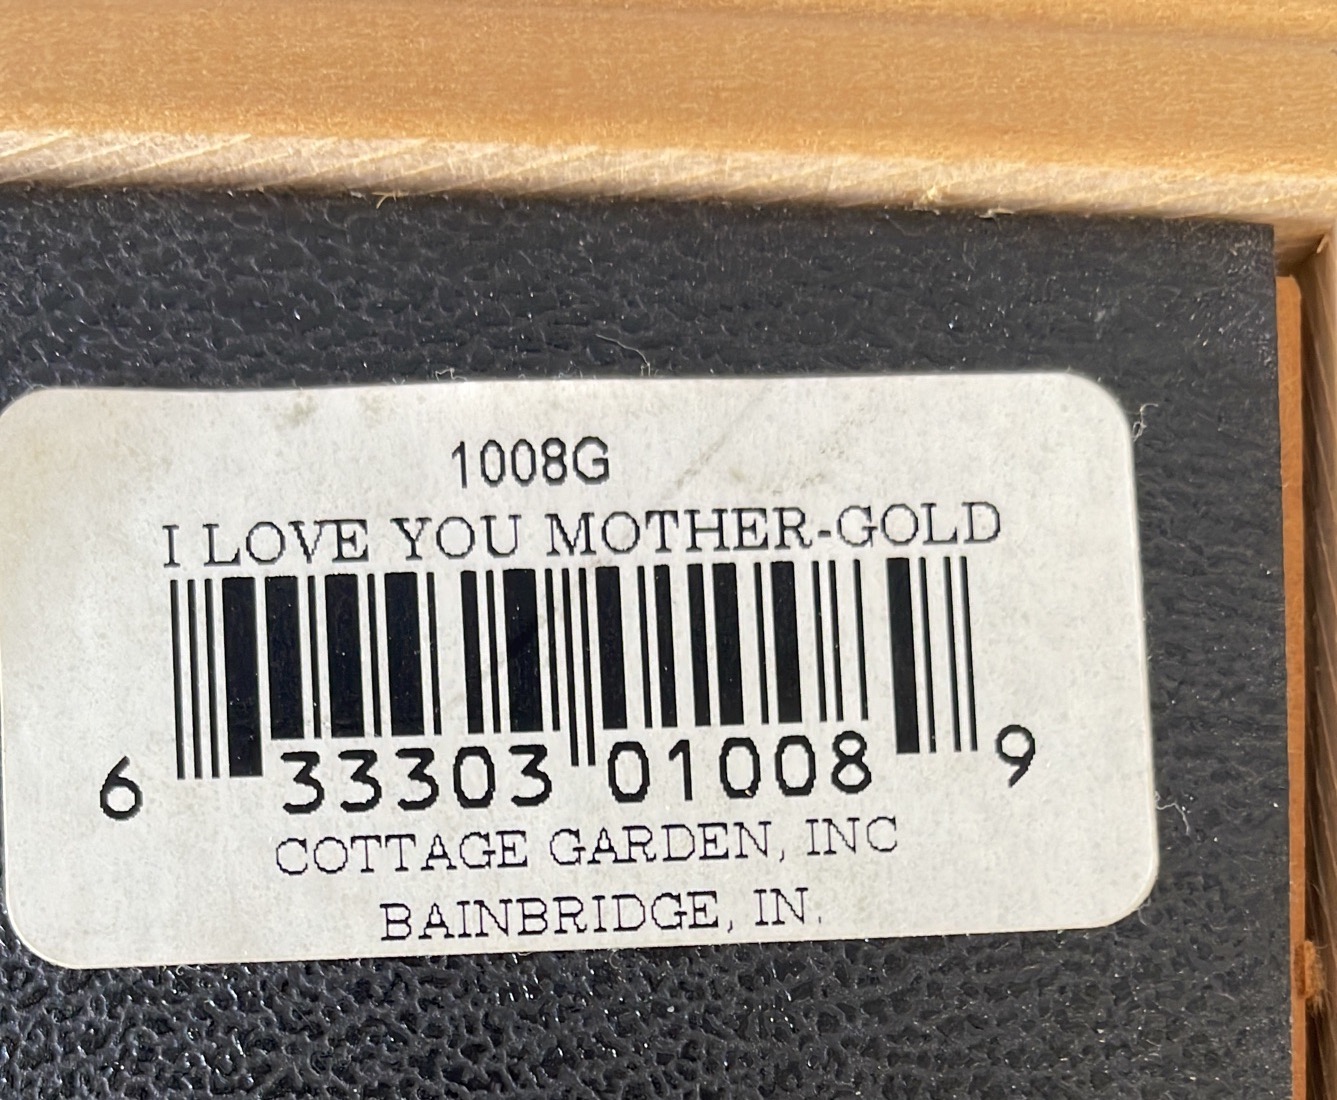 1008G
I LOVE YOU MOTHER-GOLD
6 33303 01008 9
COTTAGE GARDEN, INC
BAINBRIDGE, IN.